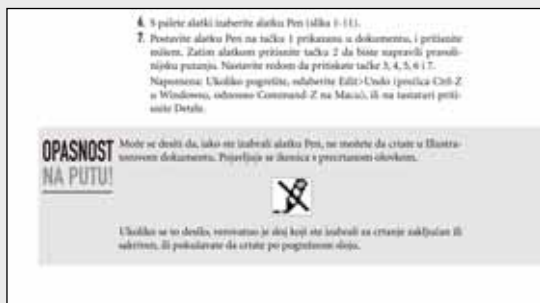 6. S palete alatki izaberite alatku Pen (slika 1-11).
7. Postavite alatku Pen na tačku 1 prikazanu u dokumentu, i pritisnite
mišem. Zatim alatkom pritisnite tačku 2 da biste napravili pravoli-
nijsku putanju. Nastavite redom da pritiskate tačke 3, 4, 5, 6 i 7.
Napomena: Ukoliko pogrešite, odaberite Edit>Undo (prečica Ctrl-Z
u Windowsu, odnosno Command-Z na Macu), ili na tastaturi priti-
snite Delete.
OPASNOST
NA PUTU!
Može se desiti da, iako ste izabrali alatku Pen, ne možete da crtate u Illustra-
torovom dokumentu. Pojavljuje se ikonica s precrtanom olovkom.
Ukoliko se to desilo, verovatno je sloj koji ste izabrali za crtanje zaključan ili
sakriven, ili pokušavate da crtate po pogrešnom sloju.